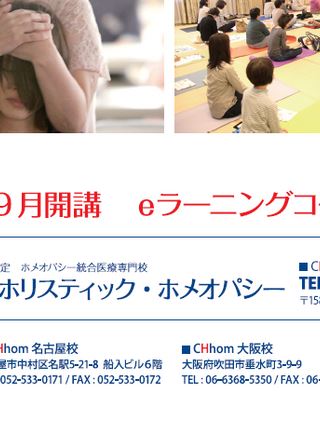 ９月開講　eラーニングコー
定　ホメオパシー統合医療専門校
ホリスティック・ホメオパシー
■ C
TEL
〒158
Hhom 名古屋校
屋市中村区名駅5-21-8 船入ビル６階
052-533-0171 / FAX : 052-533-0172
■ CHhom 大阪校
大阪府吹田市垂水町3-9-9
TEL : 06-6368-5350 / FAX : 06-